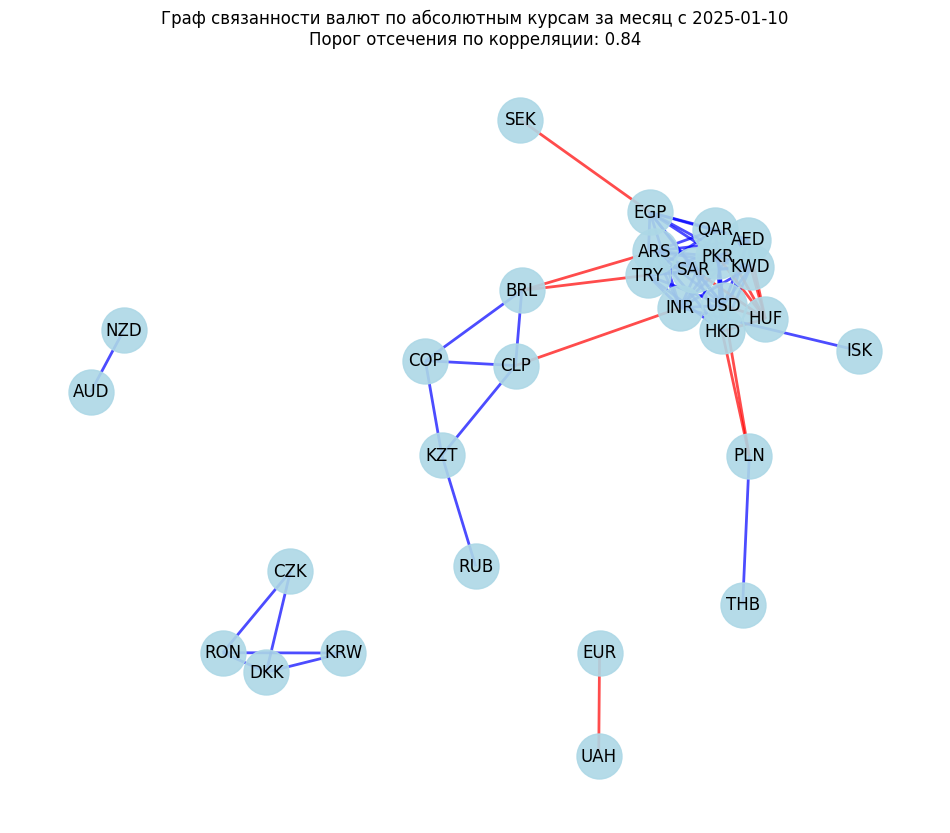 Граф связанности валют по абсолютным курсам за месяц с 2025-01-10
Порог отсечения по корреляции: 0.84
SEK
EGP
QAR
AED
ARS
PKR
KWD
SAR
TRY
BRL
INR
USD
HUF
HKD
NZD
ISK
COP
CLP
AUD
KZT
PLN
RUB
CZK
THB
RON
KRW
EUR
DKK
UAH